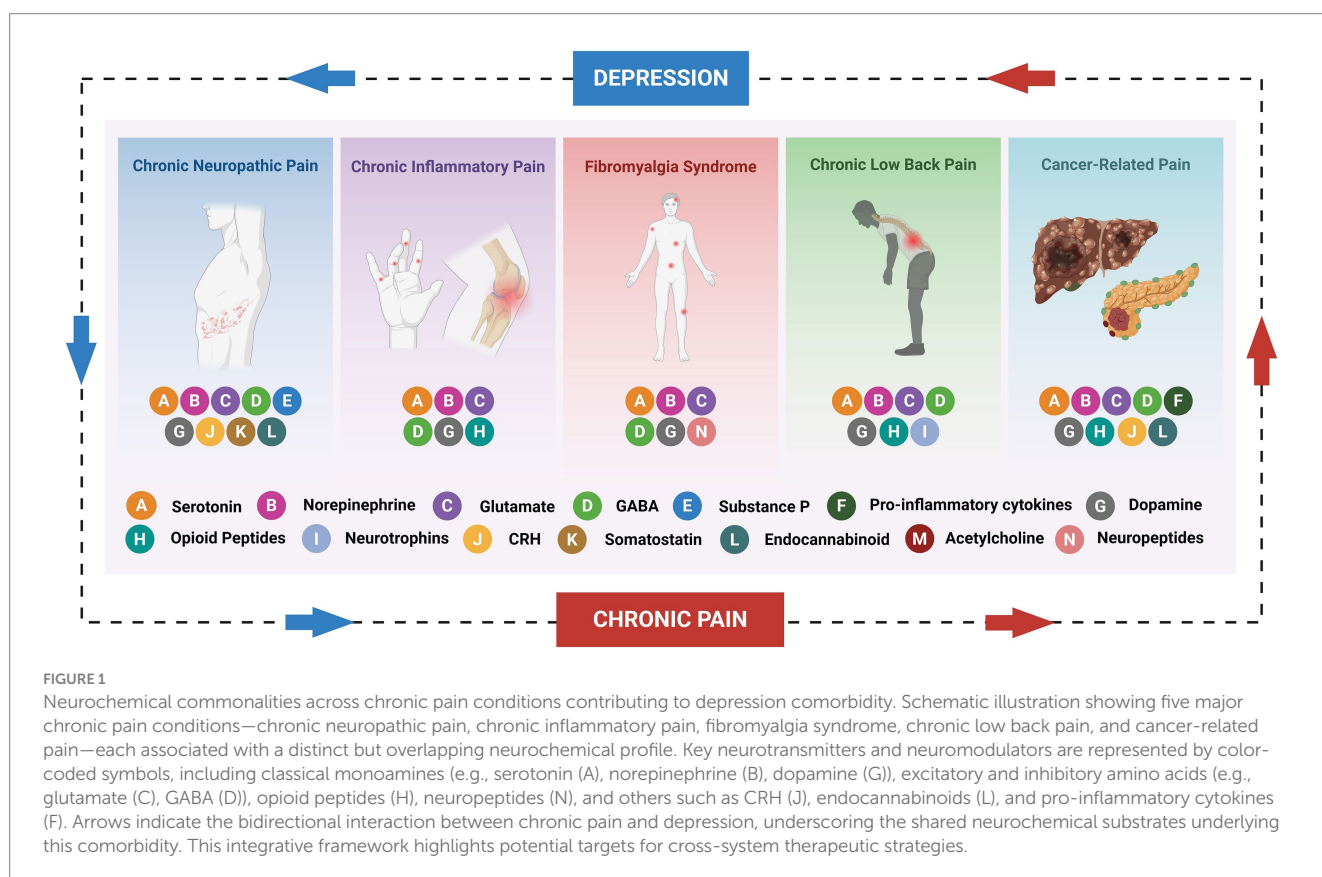 DEPRESSION
Chronic Neuropathic Pain
Chronic Inflammatory Pain
Fibromyalgia Syndrome
Chronic Low Back Pain
Cancer-Related Pain
A B C D E
G J K L
A B C
D G H
A B C
D G N
A B C D
G H I
A B C D F
G H J L
A Serotonin B Norepinephrine C Glutamate D GABA E Substance P F Pro-inflammatory cytokines G Dopamine
H Opioid Peptides I Neurotrophins J CRH K Somatostatin L Endocannabinoid M Acetylcholine N Neuropeptides
CHRONIC PAIN
FIGURE 1
Neurochemical commonalities across chronic pain conditions contributing to depression comorbidity. Schematic illustration showing five major
chronic pain conditions—chronic neuropathic pain, chronic inflammatory pain, fibromyalgia syndrome, chronic low back pain, and cancer-related
pain—each associated with a distinct but overlapping neurochemical profile. Key neurotransmitters and neuromodulators are represented by color-
coded symbols, including classical monoamines (e.g., serotonin (A), norepinephrine (B), dopamine (G)), excitatory and inhibitory amino acids (e.g.,
glutamate (C), GABA (D)), opioid peptides (H), neuropeptides (N), and others such as CRH (J), endocannabinoids (L), and pro-inflammatory cytokines
(F). Arrows indicate the bidirectional interaction between chronic pain and depression, underscoring the shared neurochemical substrates underlying
this comorbidity. This integrative framework highlights potential targets for cross-system therapeutic strategies.